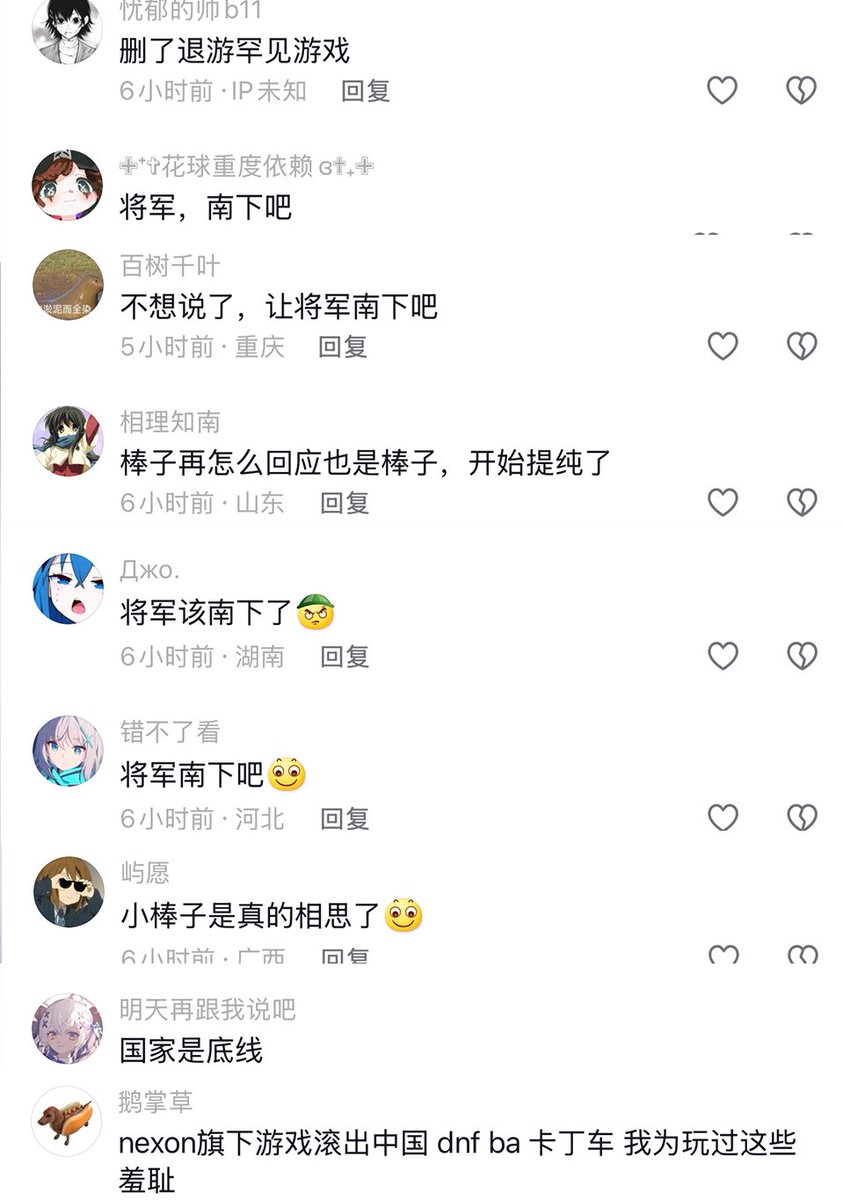 忧郁的帅b11
删了退游罕见游戏
6小时前·IP未知 回复
✙⁺✞花球重度依赖ɞ✟₊✙
将军，南下吧
百树千叶
淤泥而全染
不想说了，让将军南下吧
5小时前·重庆 回复
相理知南
棒子再怎么回应也是棒子，开始提纯了
6小时前·山东 回复
Джо.
将军该南下了
6小时前·湖南 回复
错不了看
将军南下吧
6小时前·河北 回复
屿愿
小棒子是真的相思了
6小时前·广西 回复
明天再跟我说吧
国家是底线
鹅掌草
nexon旗下游戏滚出中国 dnf ba 卡丁车 我为玩过这些
羞耻